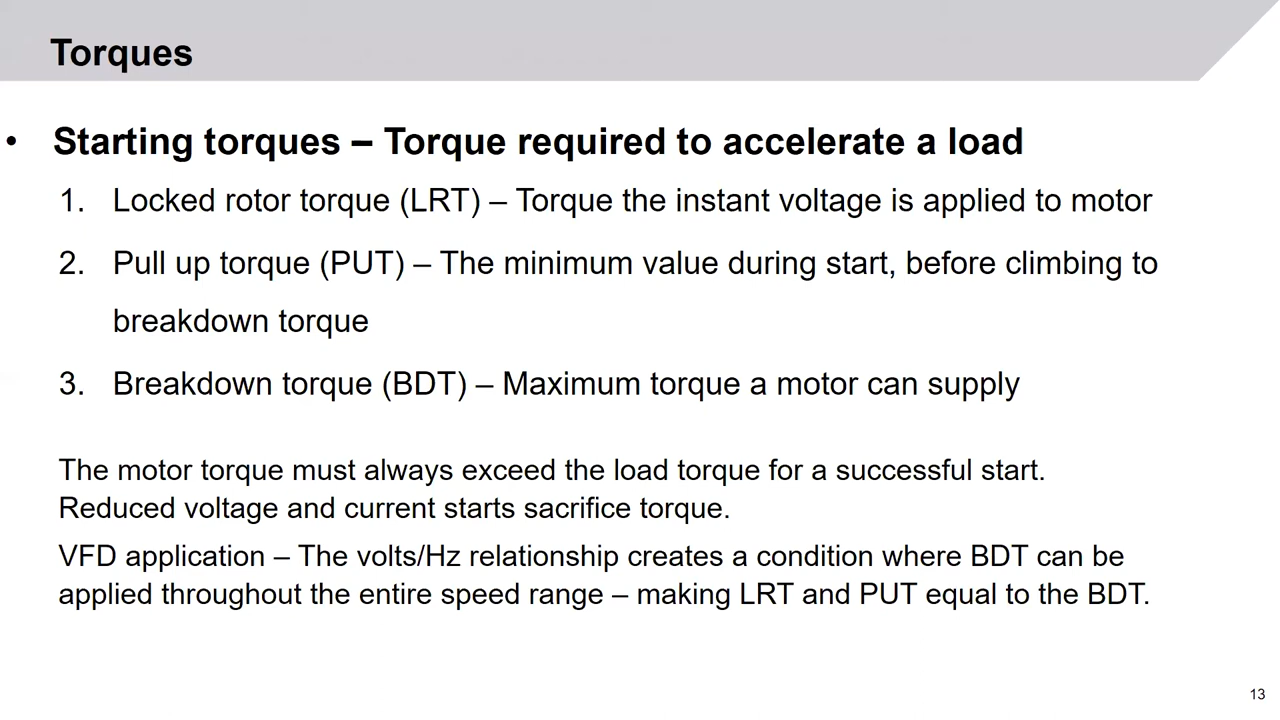 Torques
• Starting torques – Torque required to accelerate a load
1. Locked rotor torque (LRT) – Torque the instant voltage is applied to motor
2. Pull up torque (PUT) – The minimum value during start, before climbing to
breakdown torque
3. Breakdown torque (BDT) – Maximum torque a motor can supply
The motor torque must always exceed the load torque for a successful start.
Reduced voltage and current starts sacrifice torque.
VFD application – The volts/Hz relationship creates a condition where BDT can be
applied throughout the entire speed range – making LRT and PUT equal to the BDT.
13